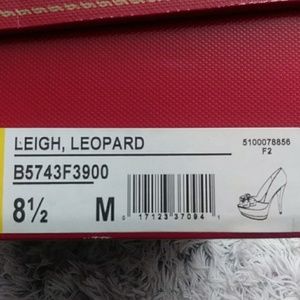 LEIGH, LEOPARD
5100078856
F2
B5743F3900
8½ M
0 17123 37094 1